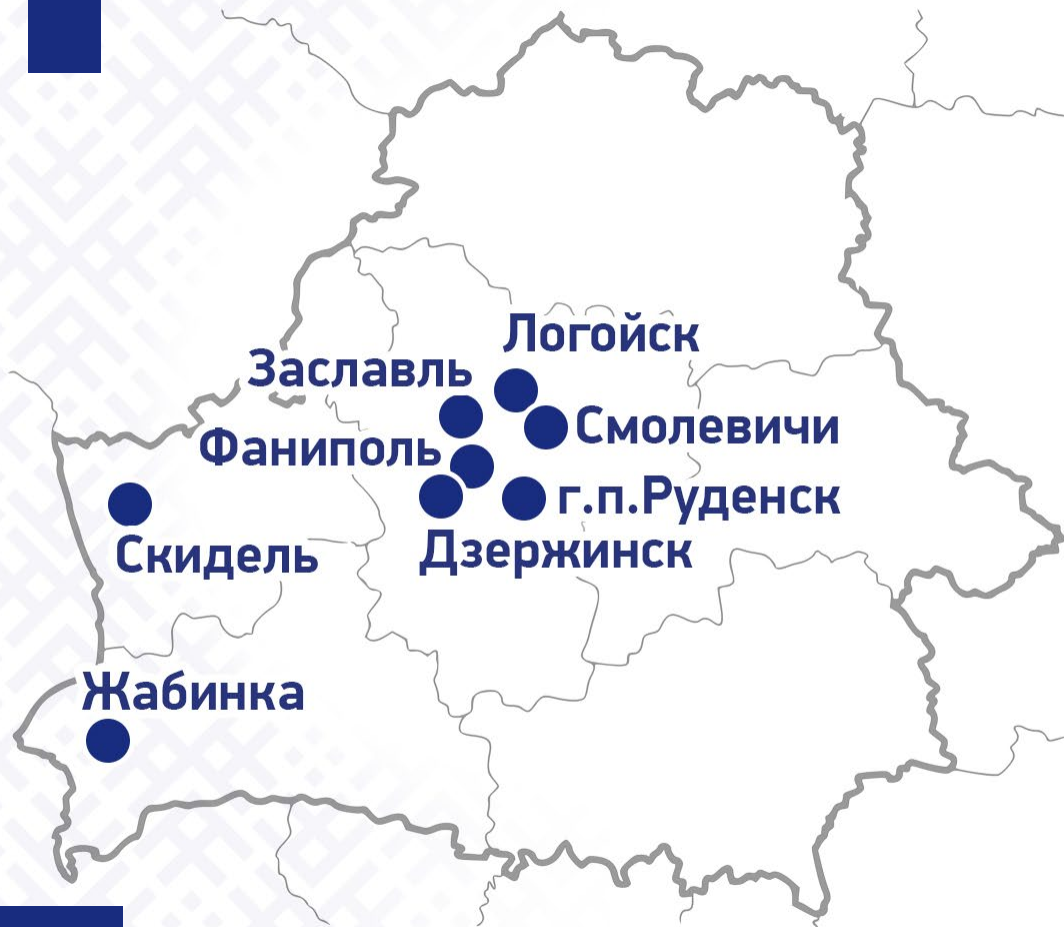 Логойск
Заславль
Смолевичи
Фаниполь
г.п.Руденск
Дзержинск
Скидель
Жабинка